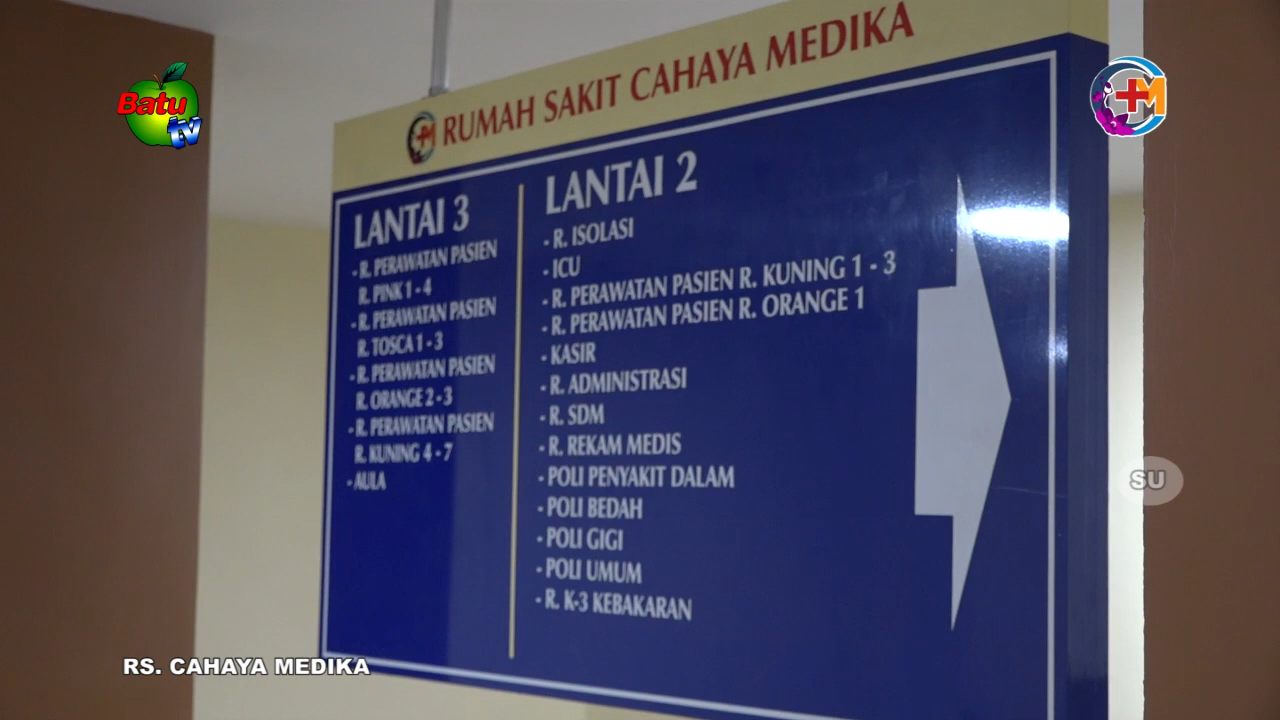 Batu
tv
M
M RUMAH SAKIT CAHAYA MEDIKA
LANTAI 3
- R. PERAWATAN PASIEN
R. PINK 1 - 4
- R. PERAWATAN PASIEN
R. TOSCA 1 - 3
- R. PERAWATAN PASIEN
R. ORANGE 2 - 3
- R. PERAWATAN PASIEN
R. KUNING 4 - 7
- AULA
LANTAI 2
- R. ISOLASI
- ICU
- R. PERAWATAN PASIEN R. KUNING 1 - 3
- R. PERAWATAN PASIEN R. ORANGE 1
- KASIR
- R. ADMINISTRASI
- R. SDM
- R. REKAM MEDIS
- POLI PENYAKIT DALAM
- POLI BEDAH
- POLI GIGI
- POLI UMUM
- R. K-3 KEBAKARAN
SU
RS. CAHAYA MEDIKA